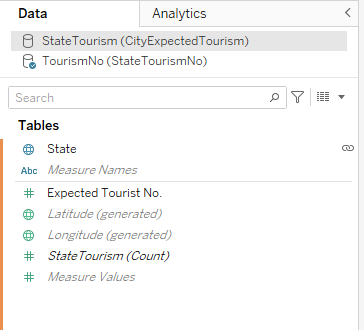 Data Analytics
StateTourism (CityExpectedTourism)
TourismNo (StateTourismNo)
Search
Tables
State
Abc Measure Names
Expected Tourist No.
Latitude (generated)
Longitude (generated)
StateTourism (Count)
Measure Values